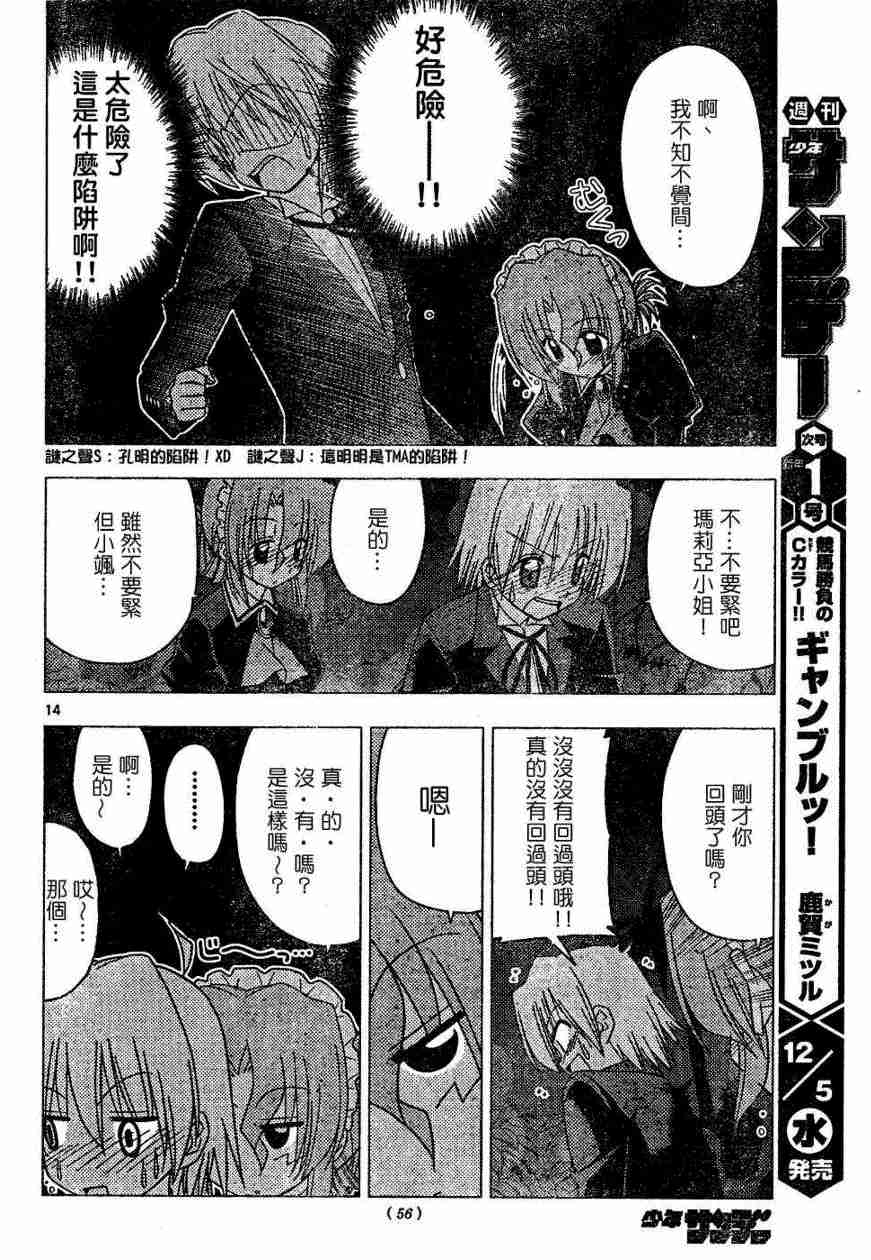 啊、
我不知不覺間…
むくっ
好危險——!!
太危險了
這是什麼陷阱啊!!
謎之聲S：孔明的陷阱！XD　謎之聲J：這明明是TMA的陷阱！
不…不要緊吧
瑪莉亞小姐！
是的…
雖然不要緊
但小颯…
14
剛才你
回頭了嗎？
沒沒沒有回過頭哦!!
真的沒有回過頭!!
嗯—
真・的・
沒・有・嗎？
是這樣嗎～？
………
啊…
是的～
じ〜っ…
哎～…
那個…
(56)
週刊
少年
サンデー
次号
新年
1
号
競馬勝負の
Cカラー!!
ギャンブルッ！
鹿賀ミツル
かが
12/5
水
発売